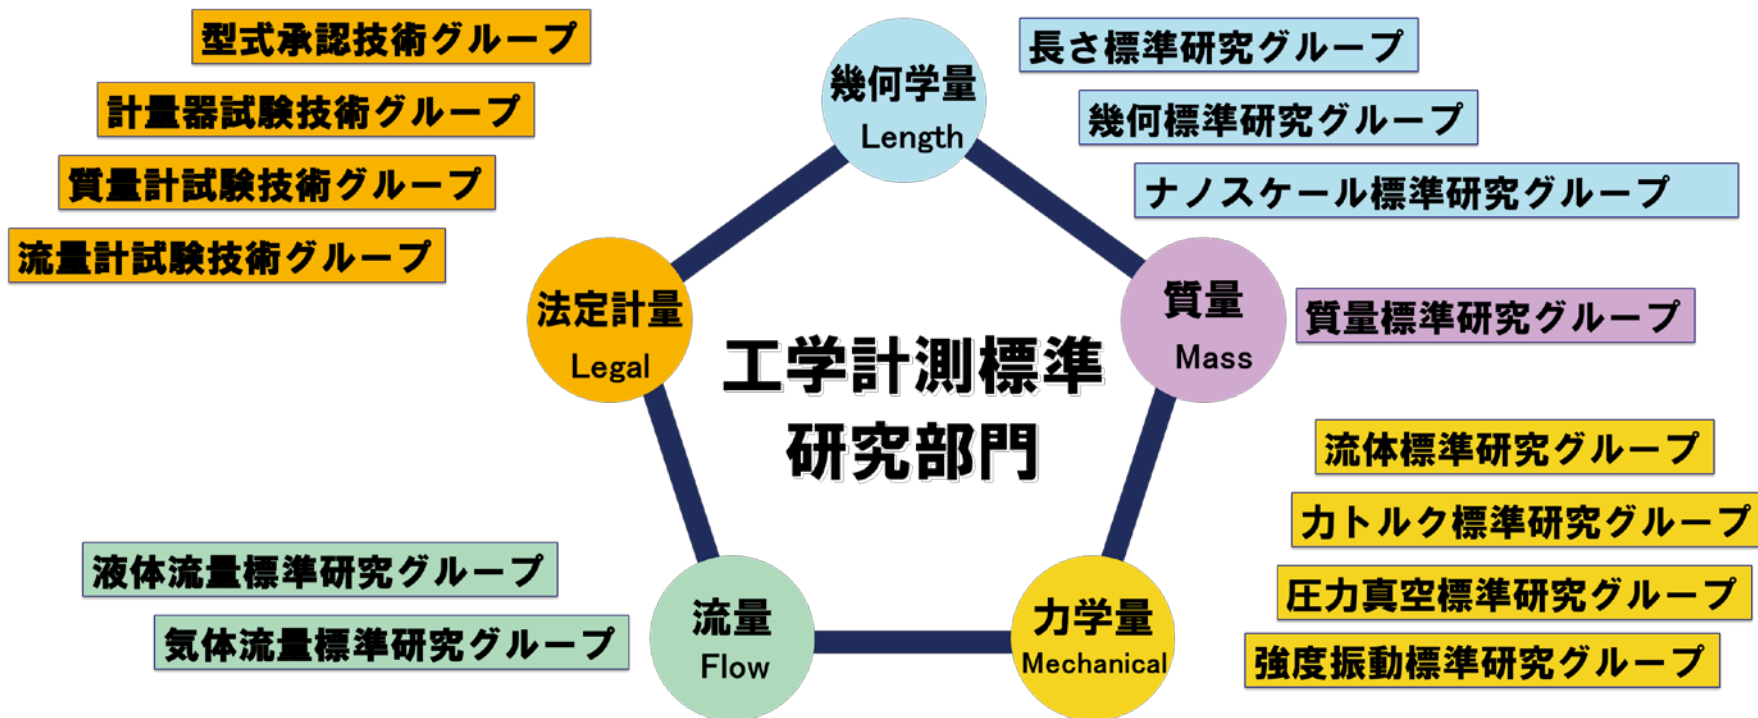 型式承認技術グループ
計量器試験技術グループ
質量計試験技術グループ
流量計試験技術グループ
幾何学量
Length
長さ標準研究グループ
幾何標準研究グループ
ナノスケール標準研究グループ
法定計量
Legal
工学計測標準
研究部門
質量
Mass
質量標準研究グループ
流体標準研究グループ
力トルク標準研究グループ
圧力真空標準研究グループ
強度振動標準研究グループ
液体流量標準研究グループ
気体流量標準研究グループ
流量
Flow
力学量
Mechanical